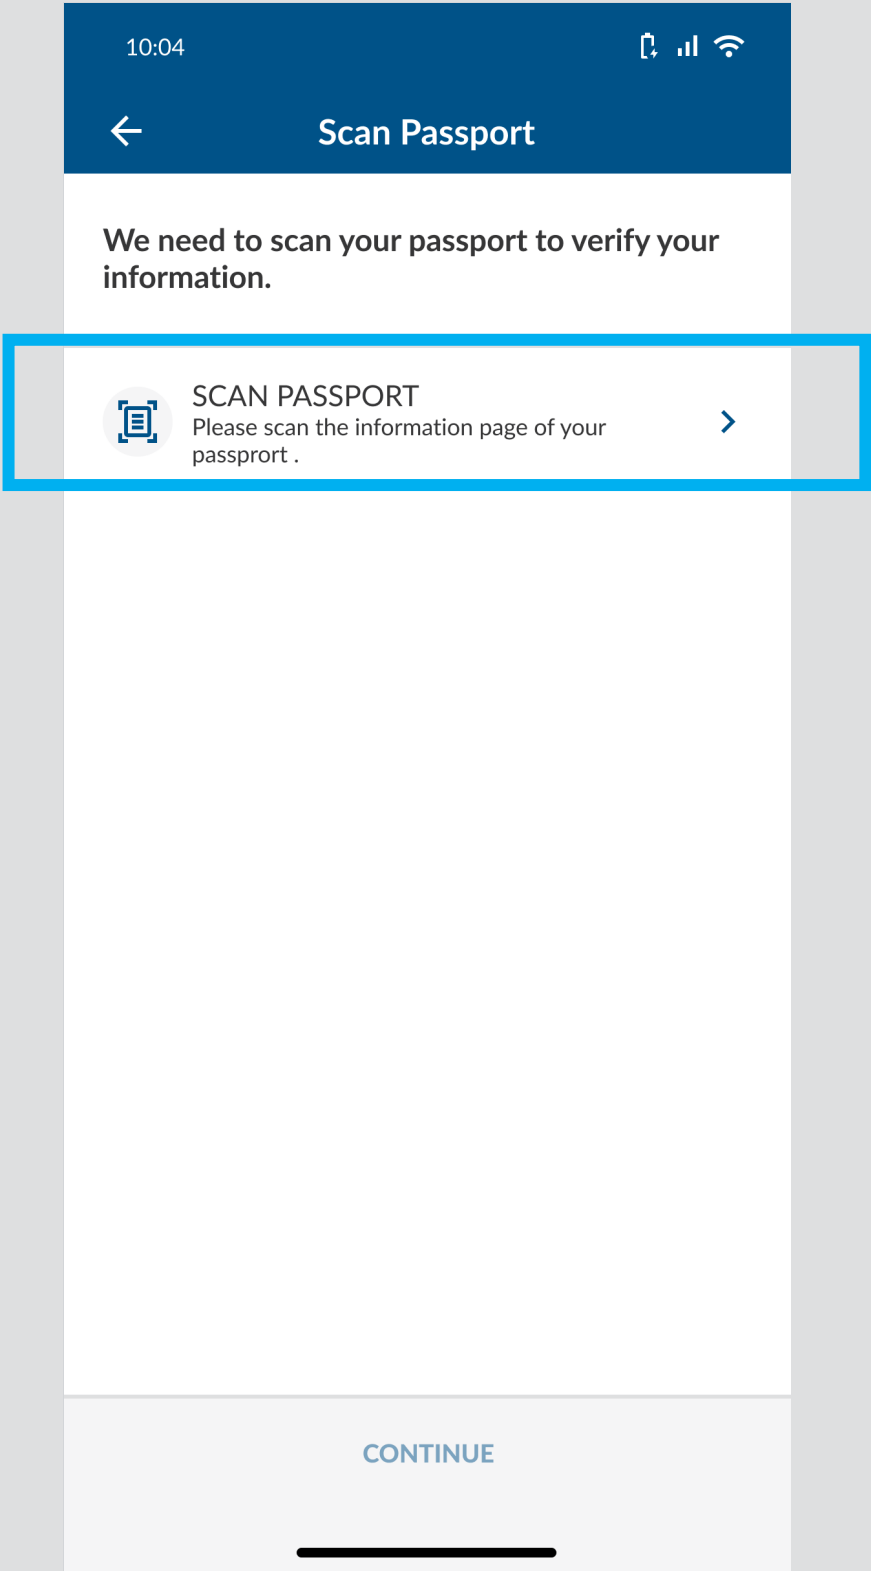 10:04
Scan Passport
We need to scan your passport to verify your
information.
SCAN PASSPORT
Please scan the information page of your
passprort .
CONTINUE